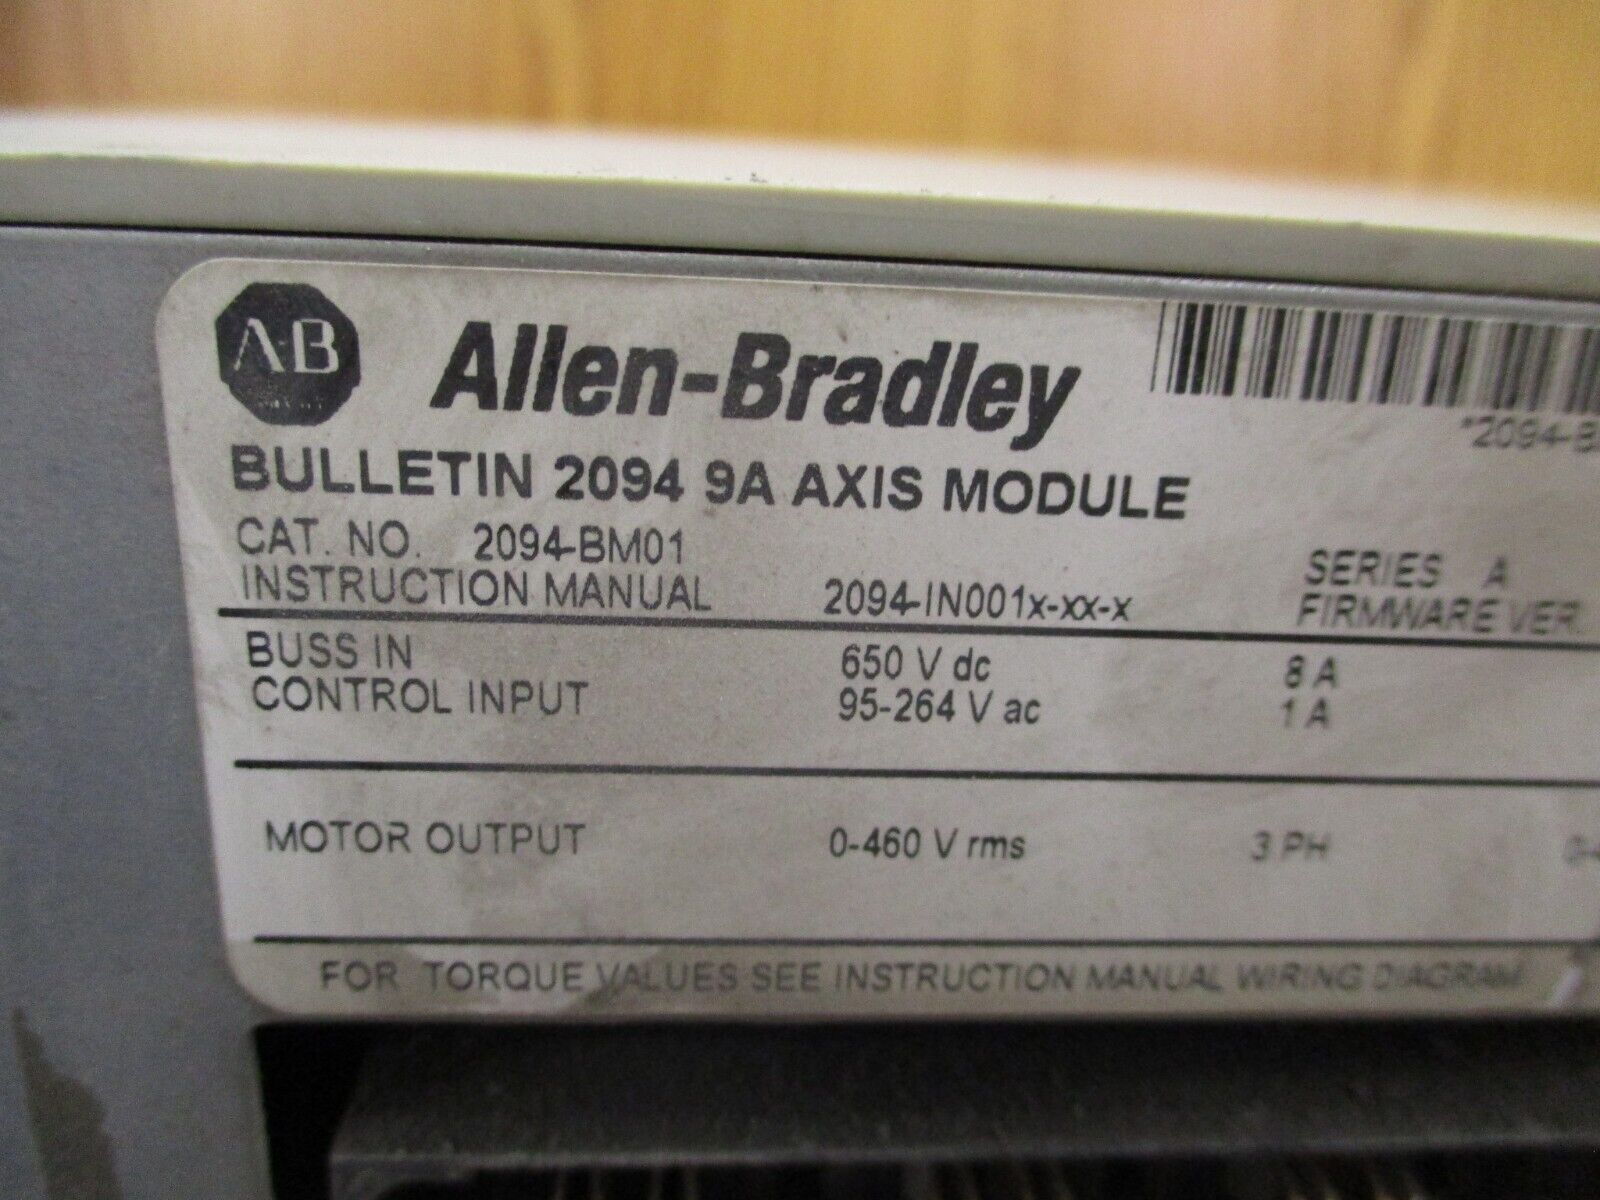 A-B Allen-Bradley
*2094-B
BULLETIN 2094 9A AXIS MODULE
CAT. NO. 2094-BM01
SERIES A
INSTRUCTION MANUAL 2094-IN001x-xx-x
FIRMWARE VER.
BUSS IN 650 V dc 8 A
CONTROL INPUT 95-264 V ac 1 A
MOTOR OUTPUT 0-460 V rms 3 PH
FOR TORQUE VALUES SEE INSTRUCTION MANUAL WIRING DIAGRAM